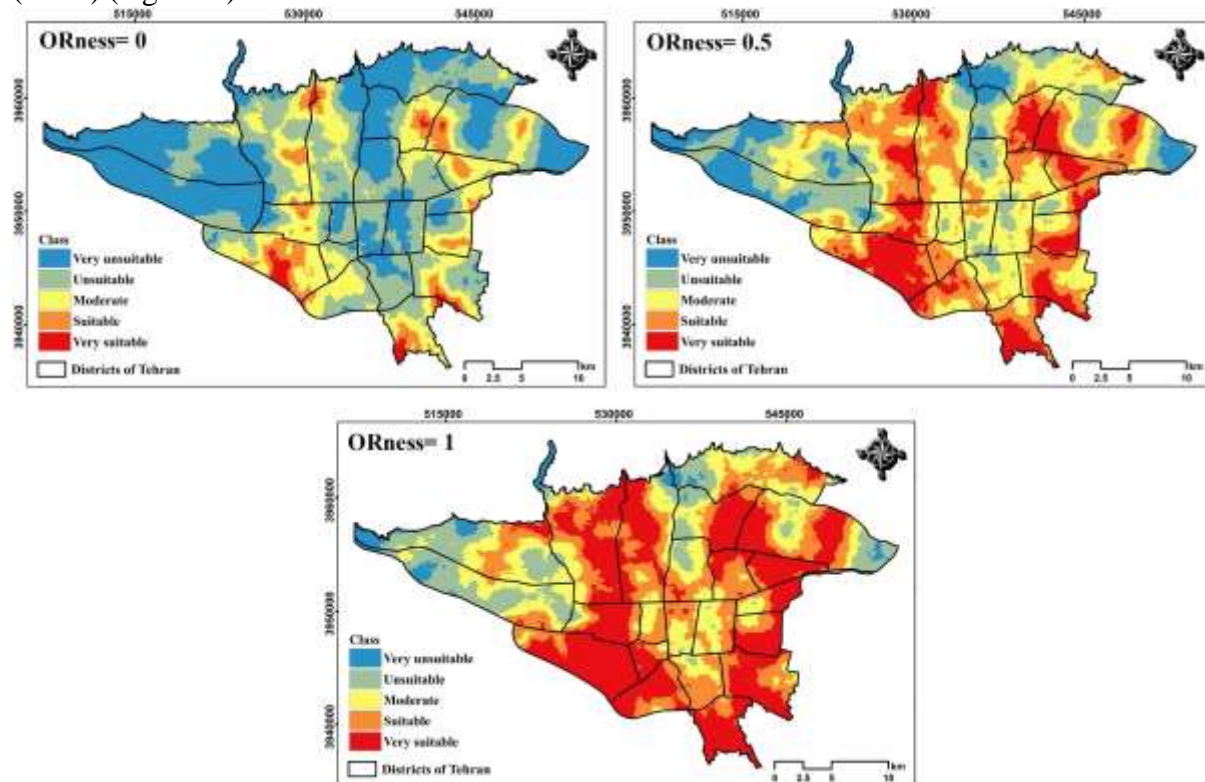 515000 530000 545000
ORness= 0
3960000
3950000
3940000
Class
Very unsuitable
Unsuitable
Moderate
Suitable
Very suitable
Districts of Tehran
km
0 2.5 5 10
515000 530000 545000
ORness= 0.5
3960000
3950000
3940000
Class
Very unsuitable
Unsuitable
Moderate
Suitable
Very suitable
Districts of Tehran
km
0 2.5 5 10
515000 530000 545000
ORness= 1
3960000
3950000
3940000
Class
Very unsuitable
Unsuitable
Moderate
Suitable
Very suitable
Districts of Tehran
km
0 2.5 5 10